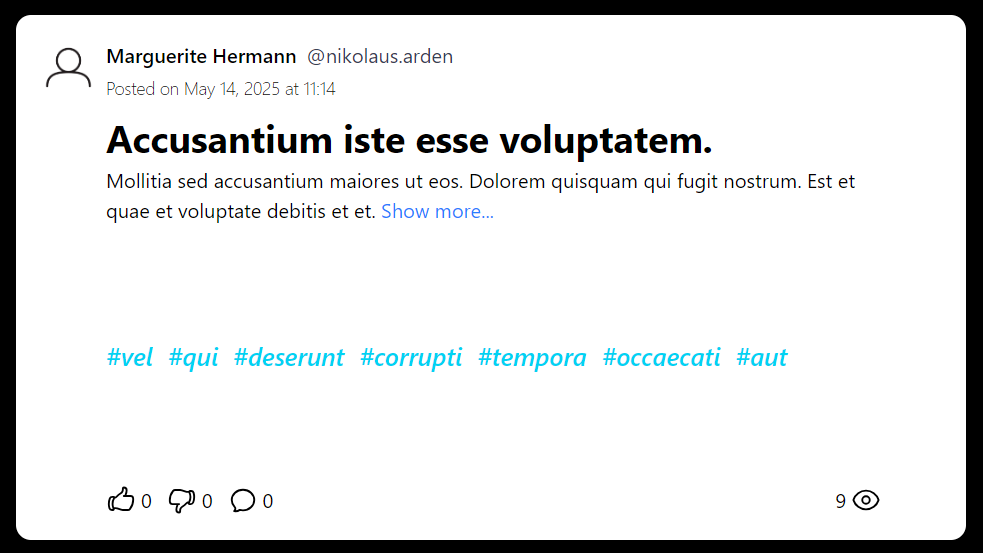 Marguerite Hermann @nikolaus.arden
Posted on May 14, 2025 at 11:14
Accusantium iste esse voluptatem.
Mollitia sed accusantium maiores ut eos. Dolorem quisquam qui fugit nostrum. Est et
quae et voluptate debitis et et. Show more...
#vel #qui #deserunt #corrupti #tempora #occaecati #aut
0 0 0 9